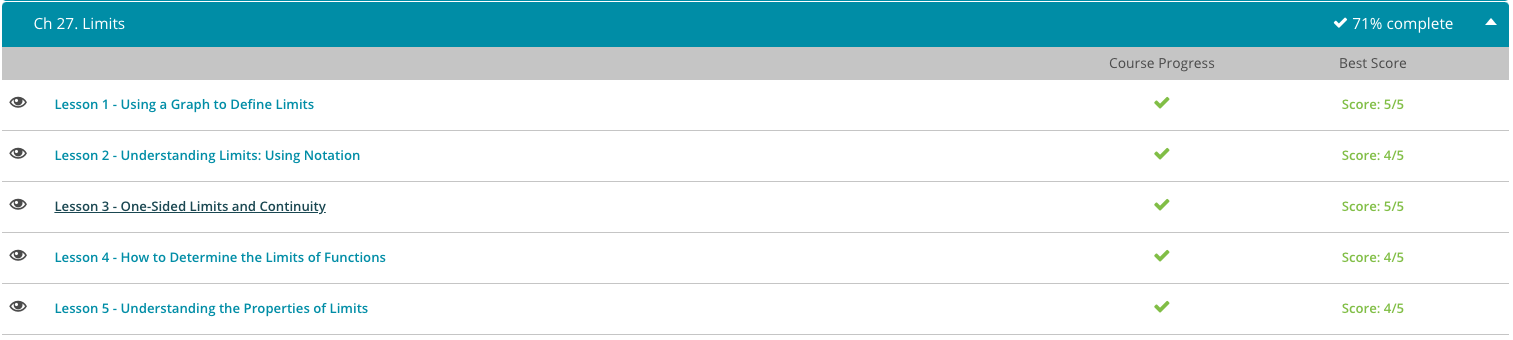 Ch 27. Limits 71% complete
Course Progress Best Score
Lesson 1 - Using a Graph to Define Limits Score: 5/5
Lesson 2 - Understanding Limits: Using Notation Score: 4/5
Lesson 3 - One-Sided Limits and Continuity Score: 5/5
Lesson 4 - How to Determine the Limits of Functions Score: 4/5
Lesson 5 - Understanding the Properties of Limits Score: 4/5